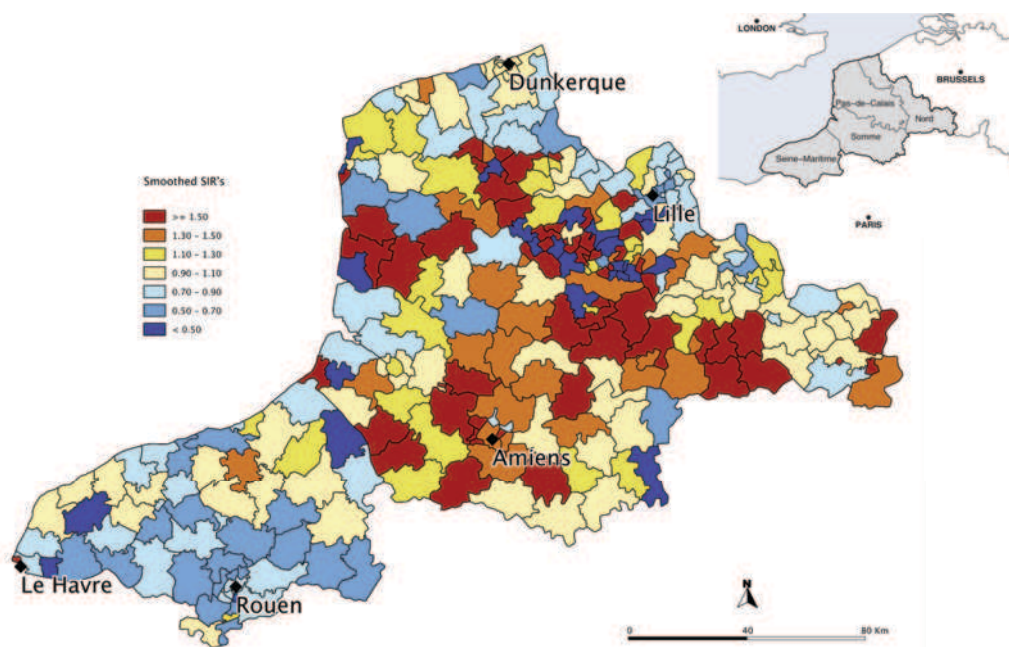 LONDON
BRUSSELS
Pas-de-Calais
Nord
Somme
Seine-Maritime
PARIS
Dunkerque
Lille
Smoothed SIR's
>= 1.50
1.30 - 1.50
1.10 - 1.30
0.90 - 1.10
0.70 - 0.90
0.50 - 0.70
< 0.50
Amiens
Le Havre
Rouen
N
0 40 80 Km